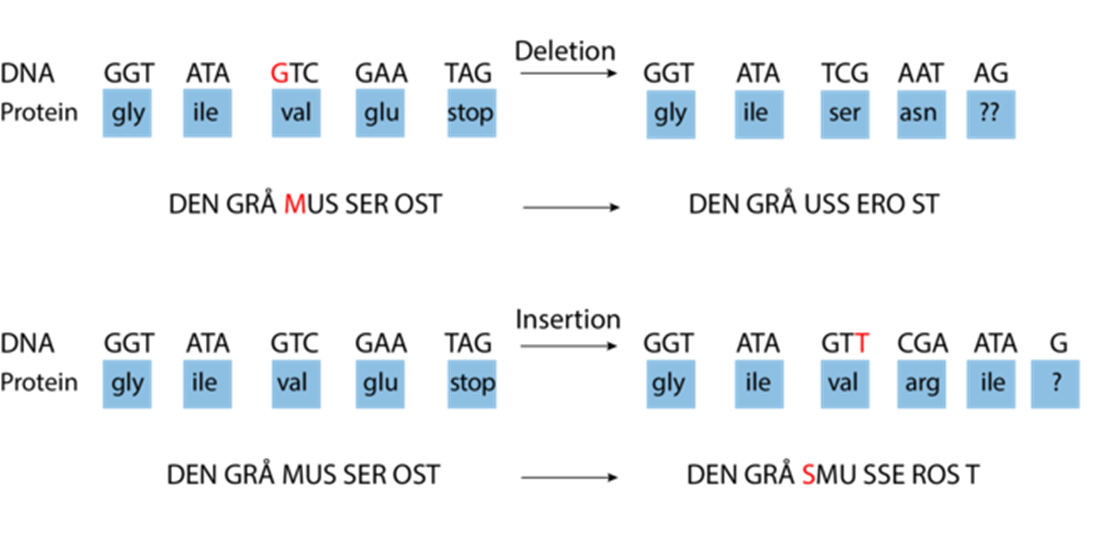 Deletion
DNA GGT ATA GTC GAA TAG GGT ATA TCG AAT AG
Protein gly ile val glu stop gly ile ser asn ??
DEN GRÅ MUS SER OST DEN GRÅ USS ERO ST
Insertion
DNA GGT ATA GTC GAA TAG GGT ATA GTT CGA ATA G
Protein gly ile val glu stop gly ile val arg ile ?
DEN GRÅ MUS SER OST DEN GRÅ SMU SSE ROS T